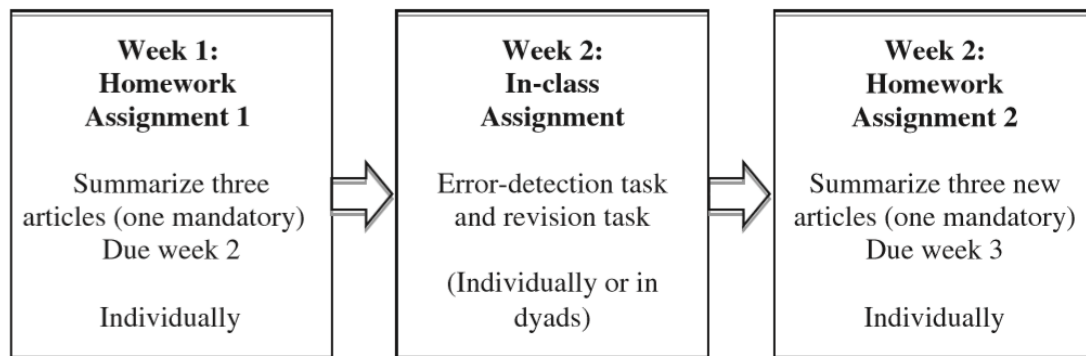 Week 1:
Homework
Assignment 1
Summarize three
articles (one mandatory)
Due week 2
Individually
Week 2:
In-class
Assignment
Error-detection task
and revision task
(Individually or in
dyads)
Week 2:
Homework
Assignment 2
Summarize three new
articles (one mandatory)
Due week 3
Individually